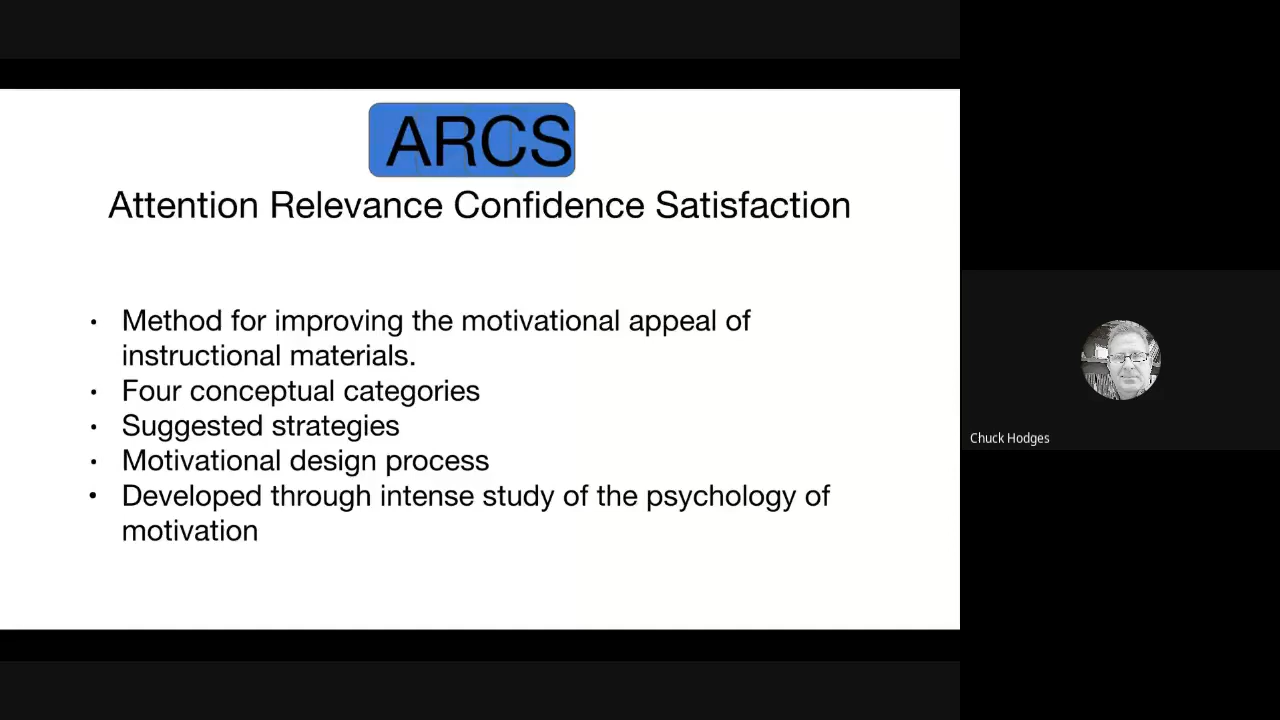 ARCS
Attention Relevance Confidence Satisfaction
• Method for improving the motivational appeal of
instructional materials.
• Four conceptual categories
• Suggested strategies
• Motivational design process
• Developed through intense study of the psychology of
motivation
Chuck Hodges